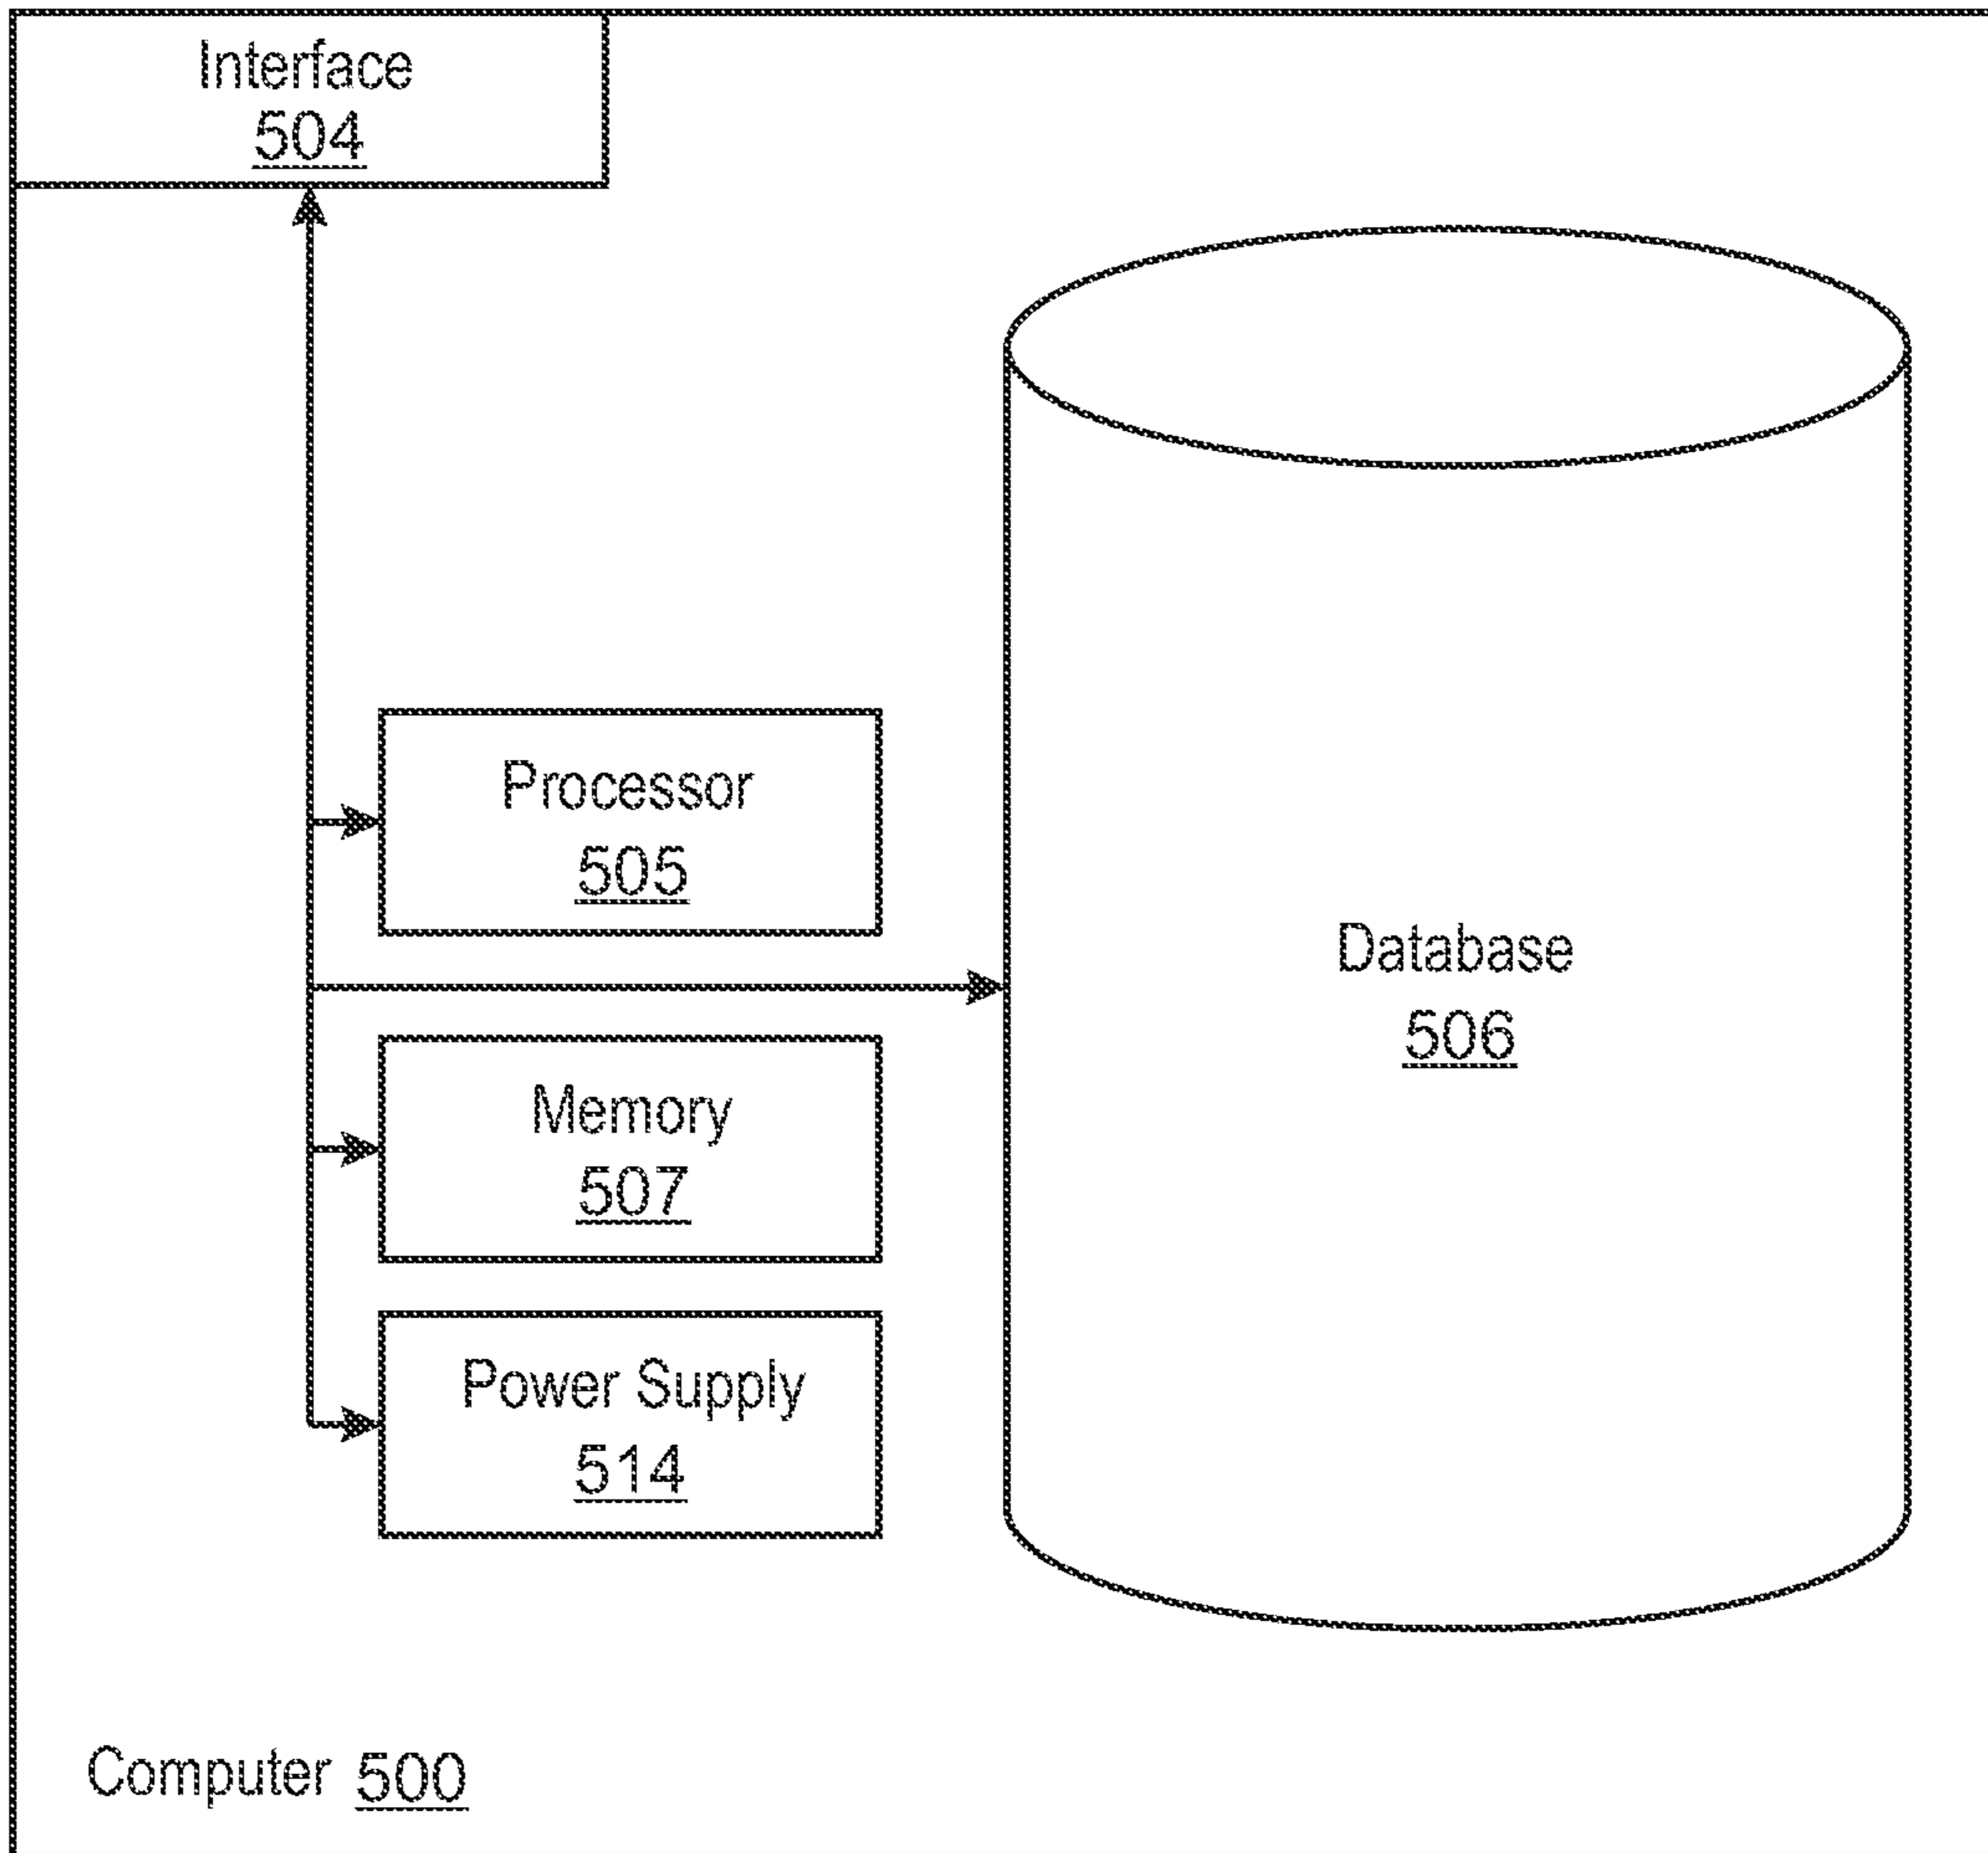 Interface
504
Processor
505
Database
506
Memory
507
Power Supply
514
Computer 500